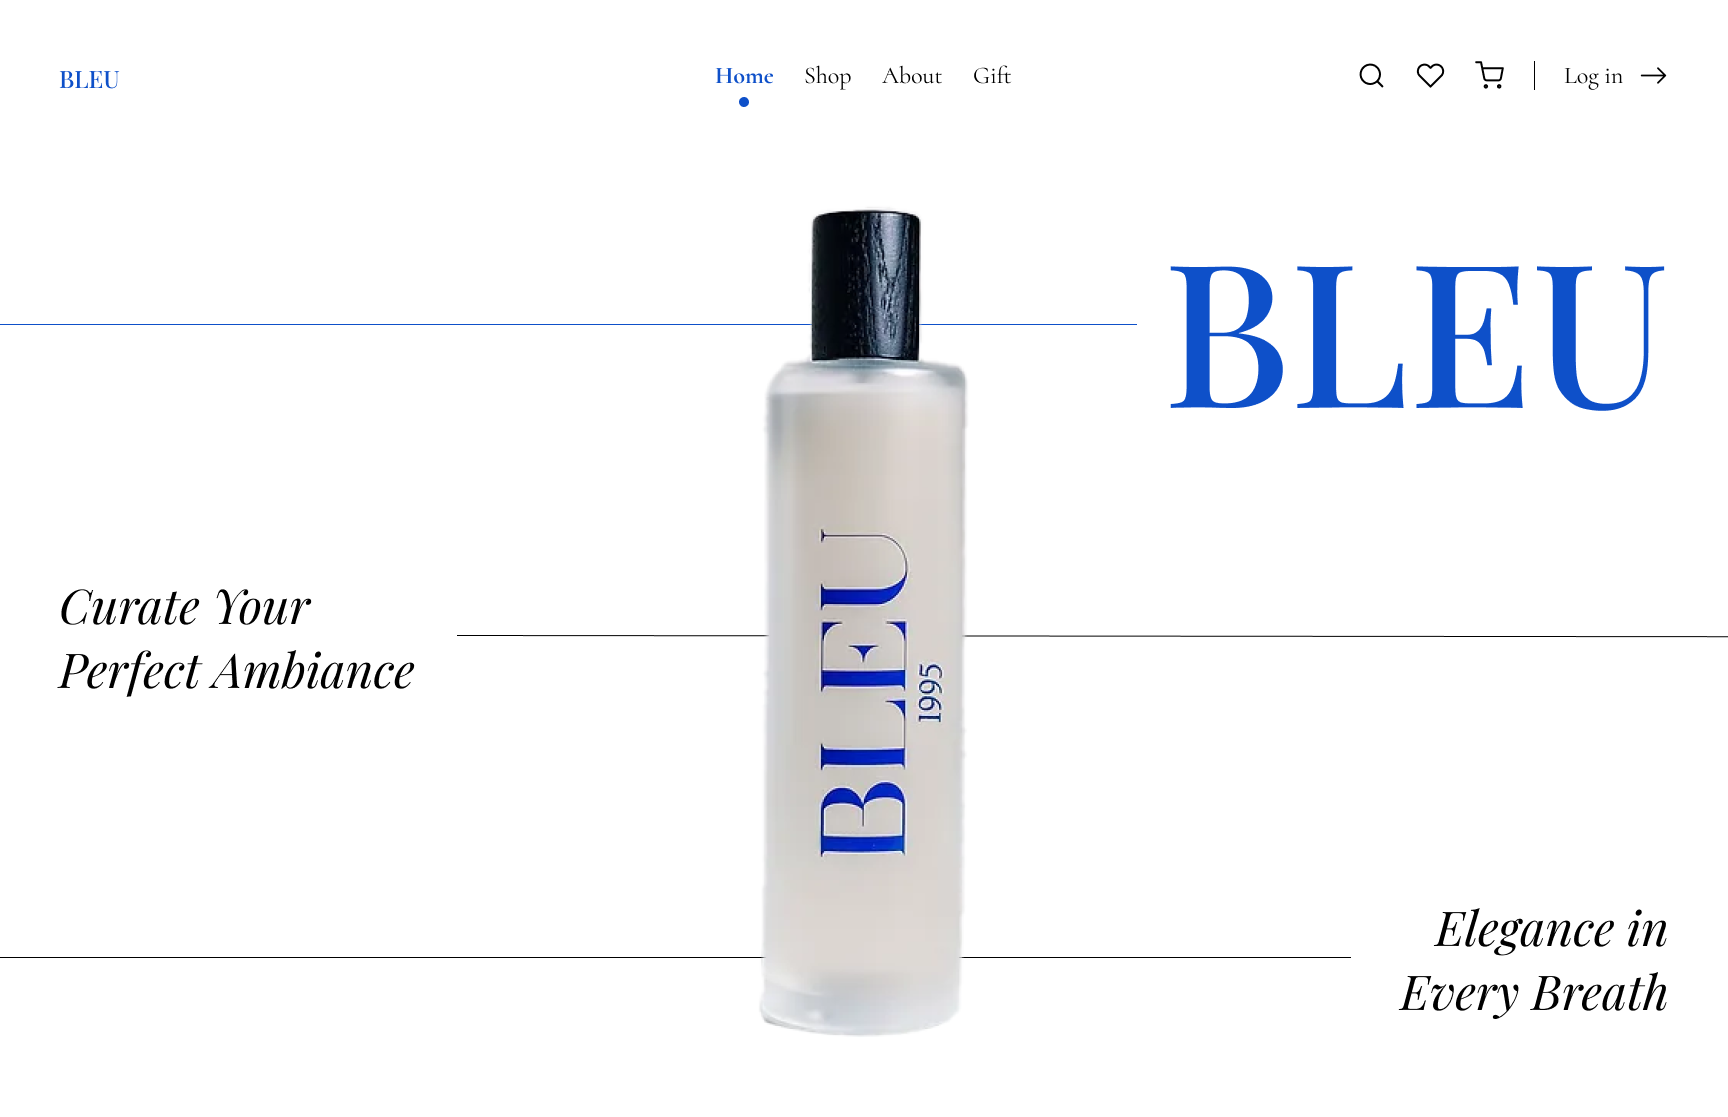 BLEU
Home
Shop
About
Gift
Log in
BLEU
BLEU
1995
Curate Your
Perfect Ambiance
Elegance in
Every Breath